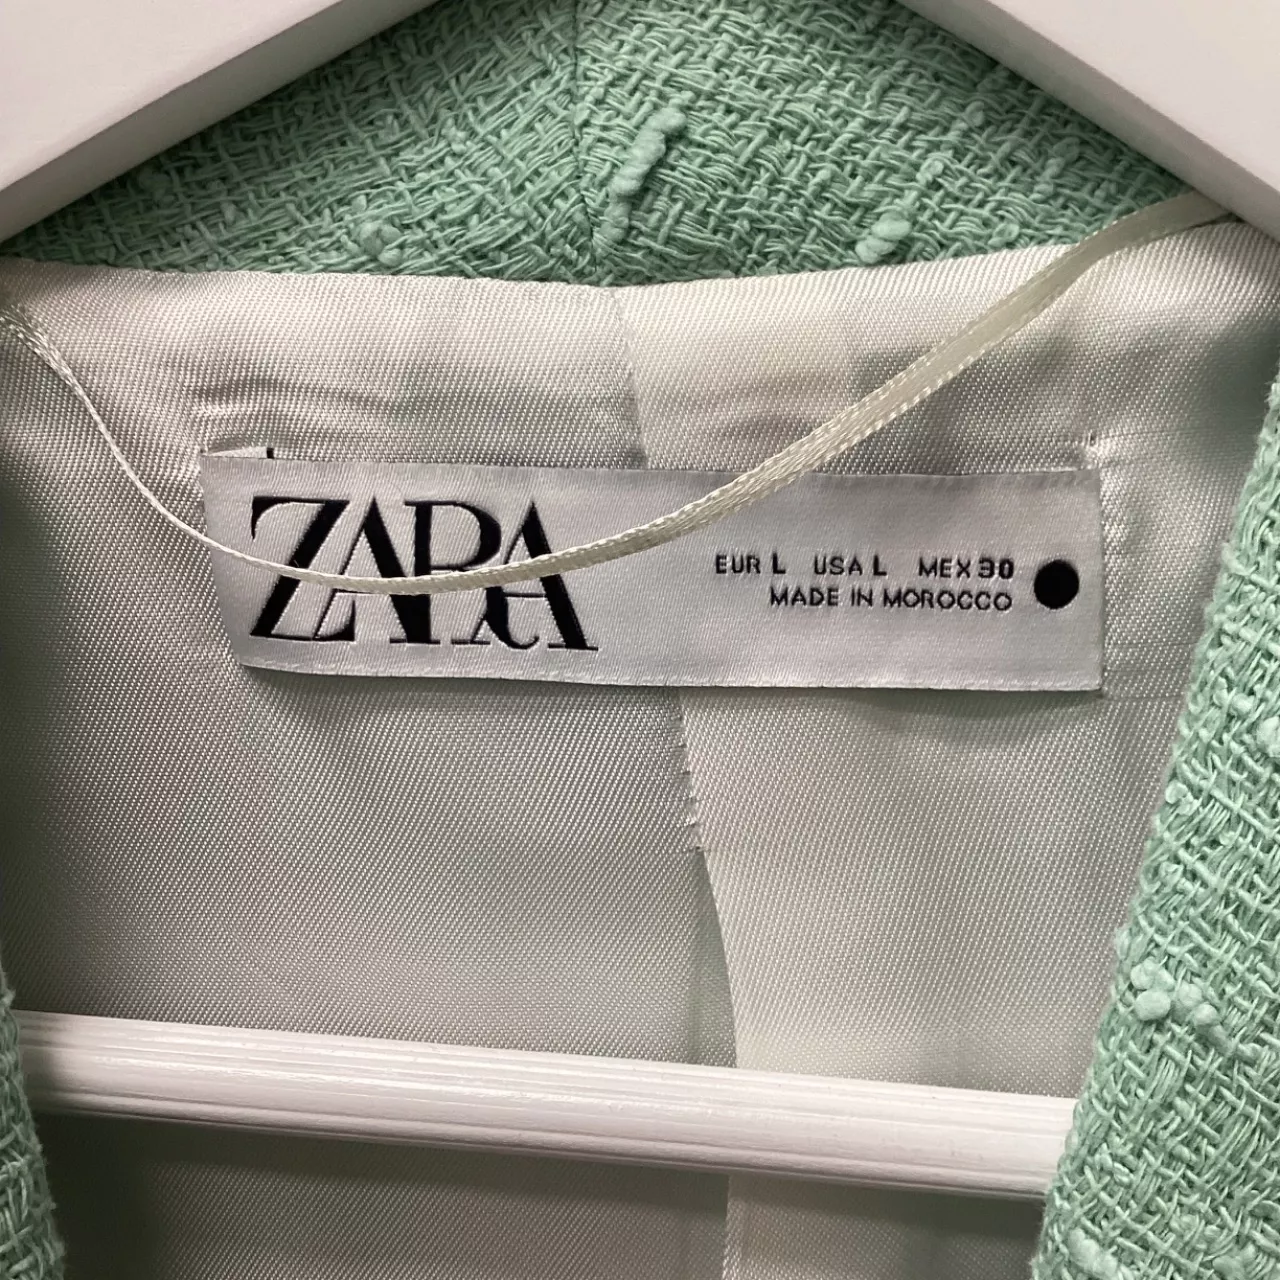 ZARA
EUR L USA L MEX 30
MADE IN MOROCCO